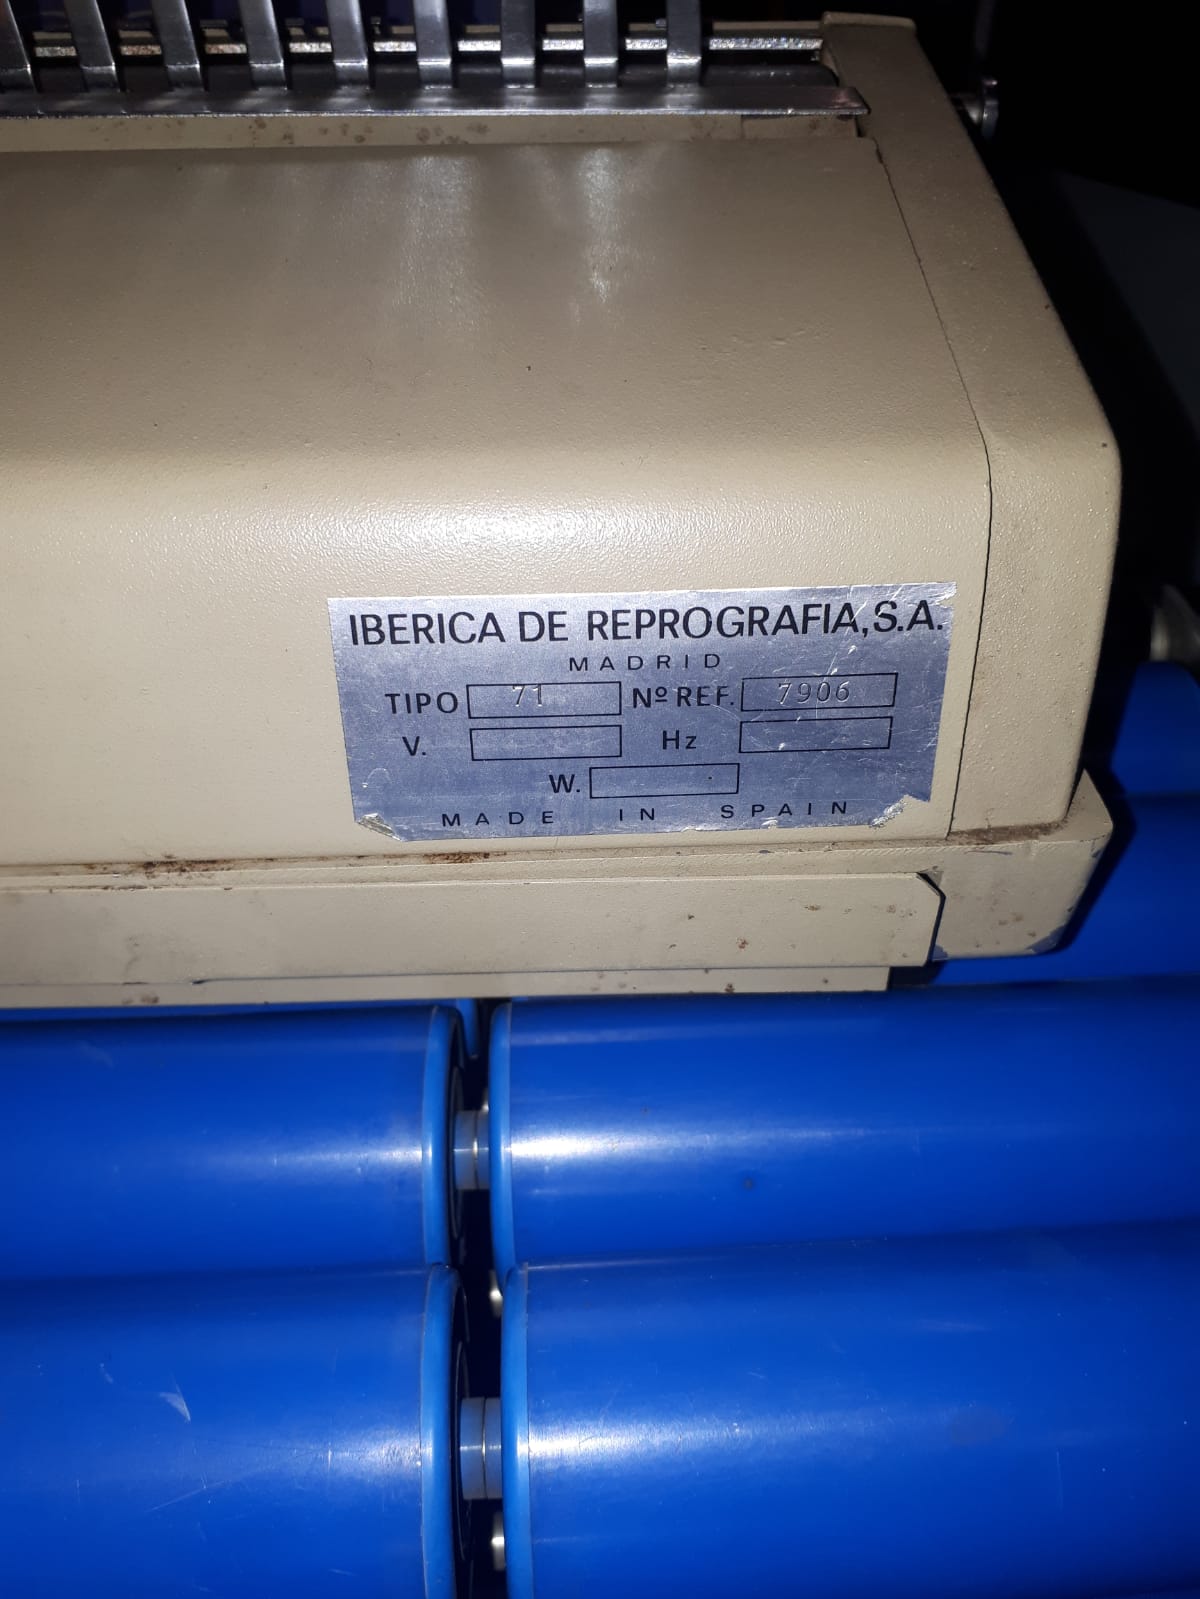 IBERICA DE REPROGRAFIA, S.A.
MADRID
TIPO 71 Nº REF. 7906
V. Hz
W.
MADE IN SPAIN